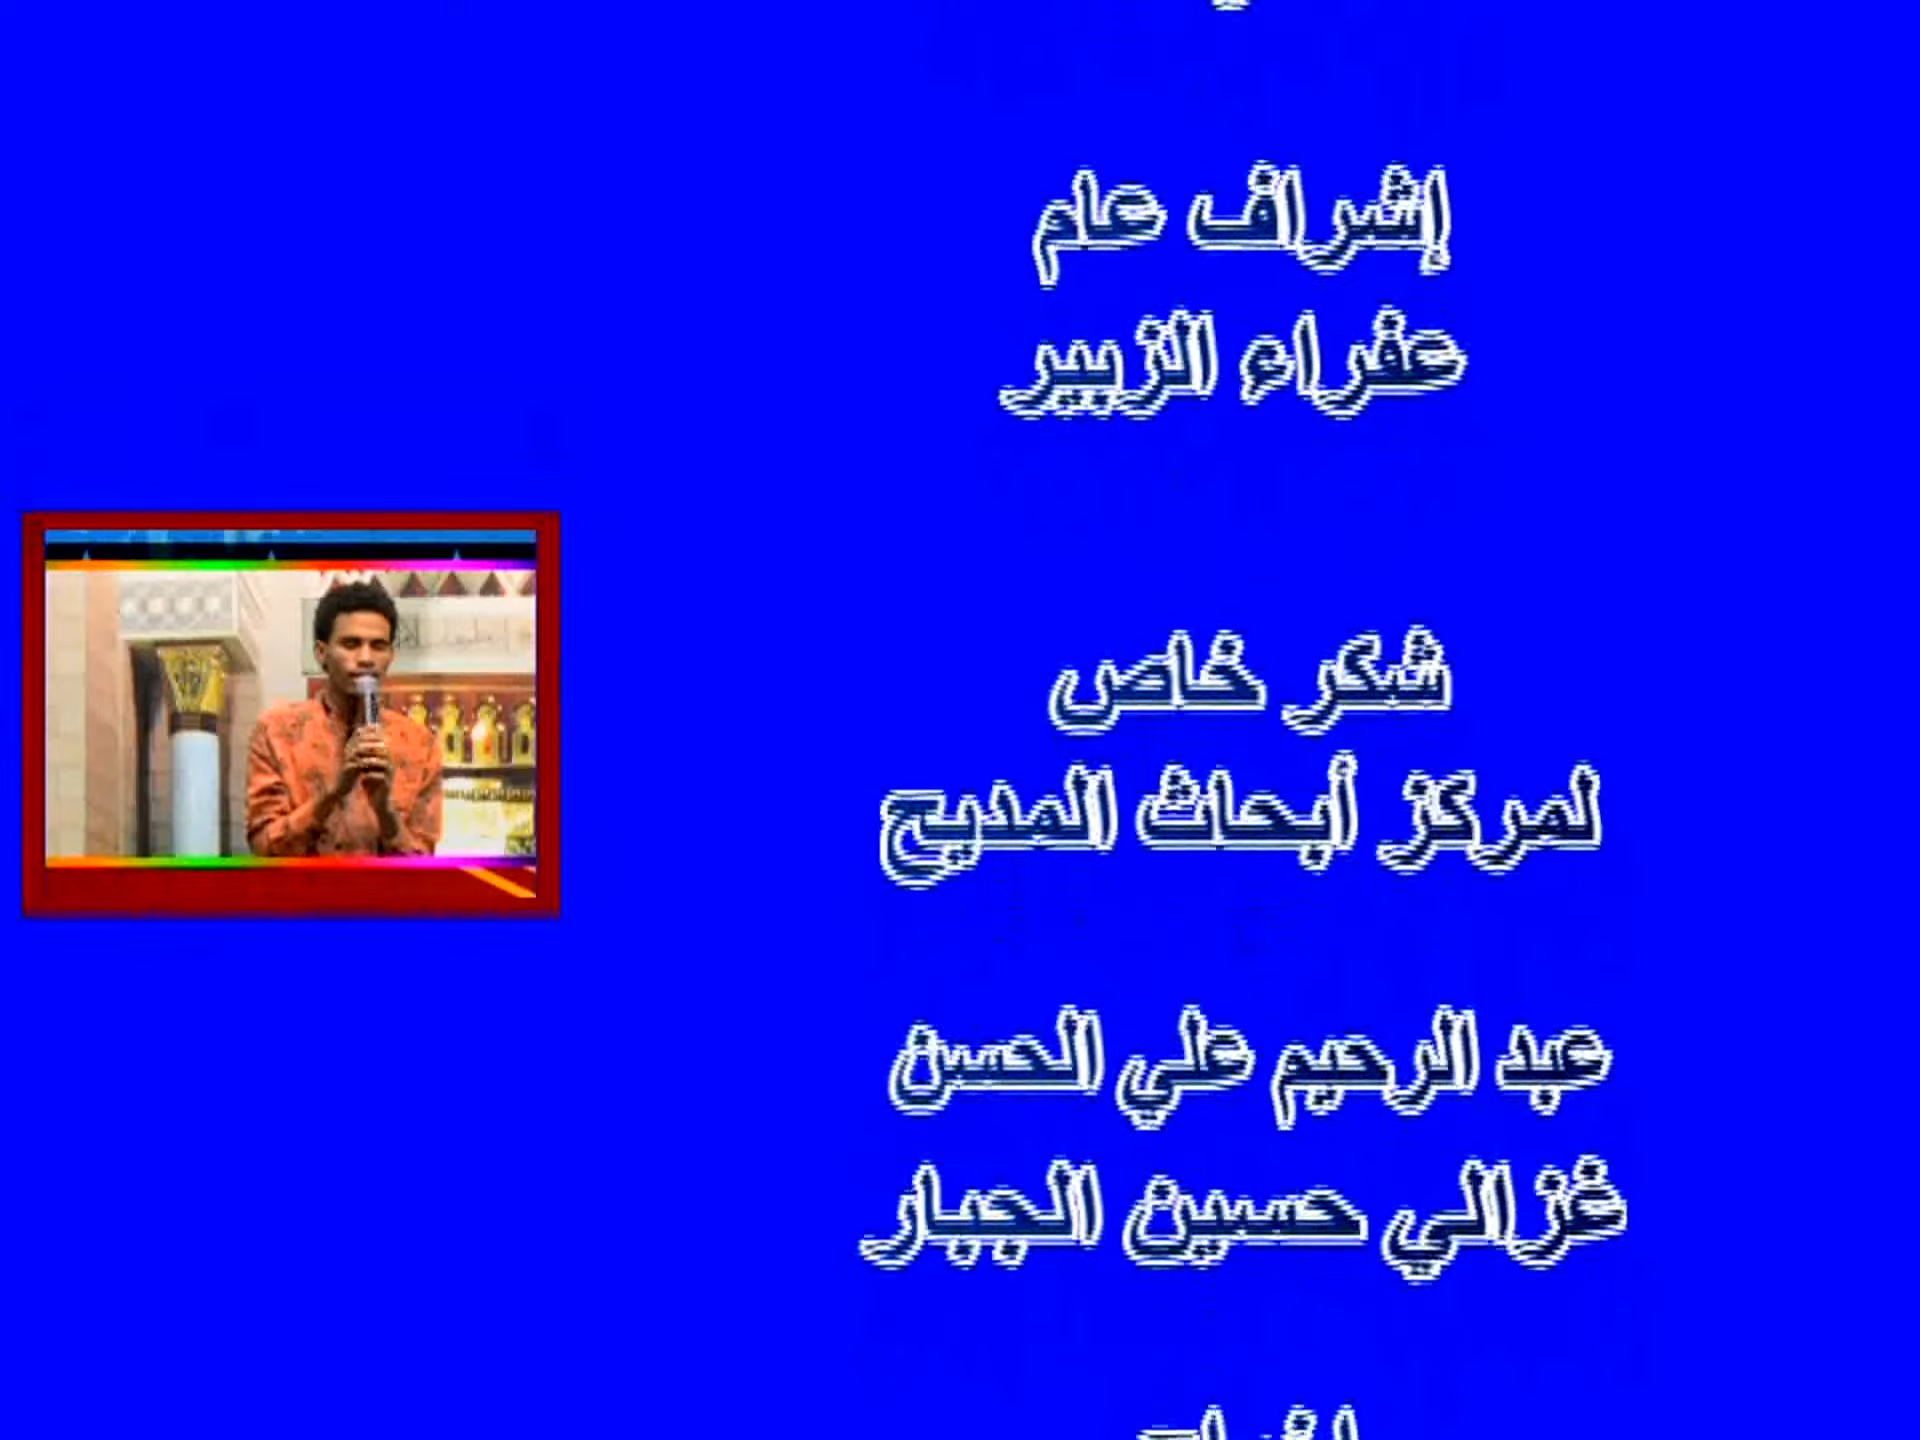 إشراف عام
عفراء الزبير
شكر خاص
لمركز أبحاث المديح
عبد الرحيم علي الحسن
غزالي حسين الجبار